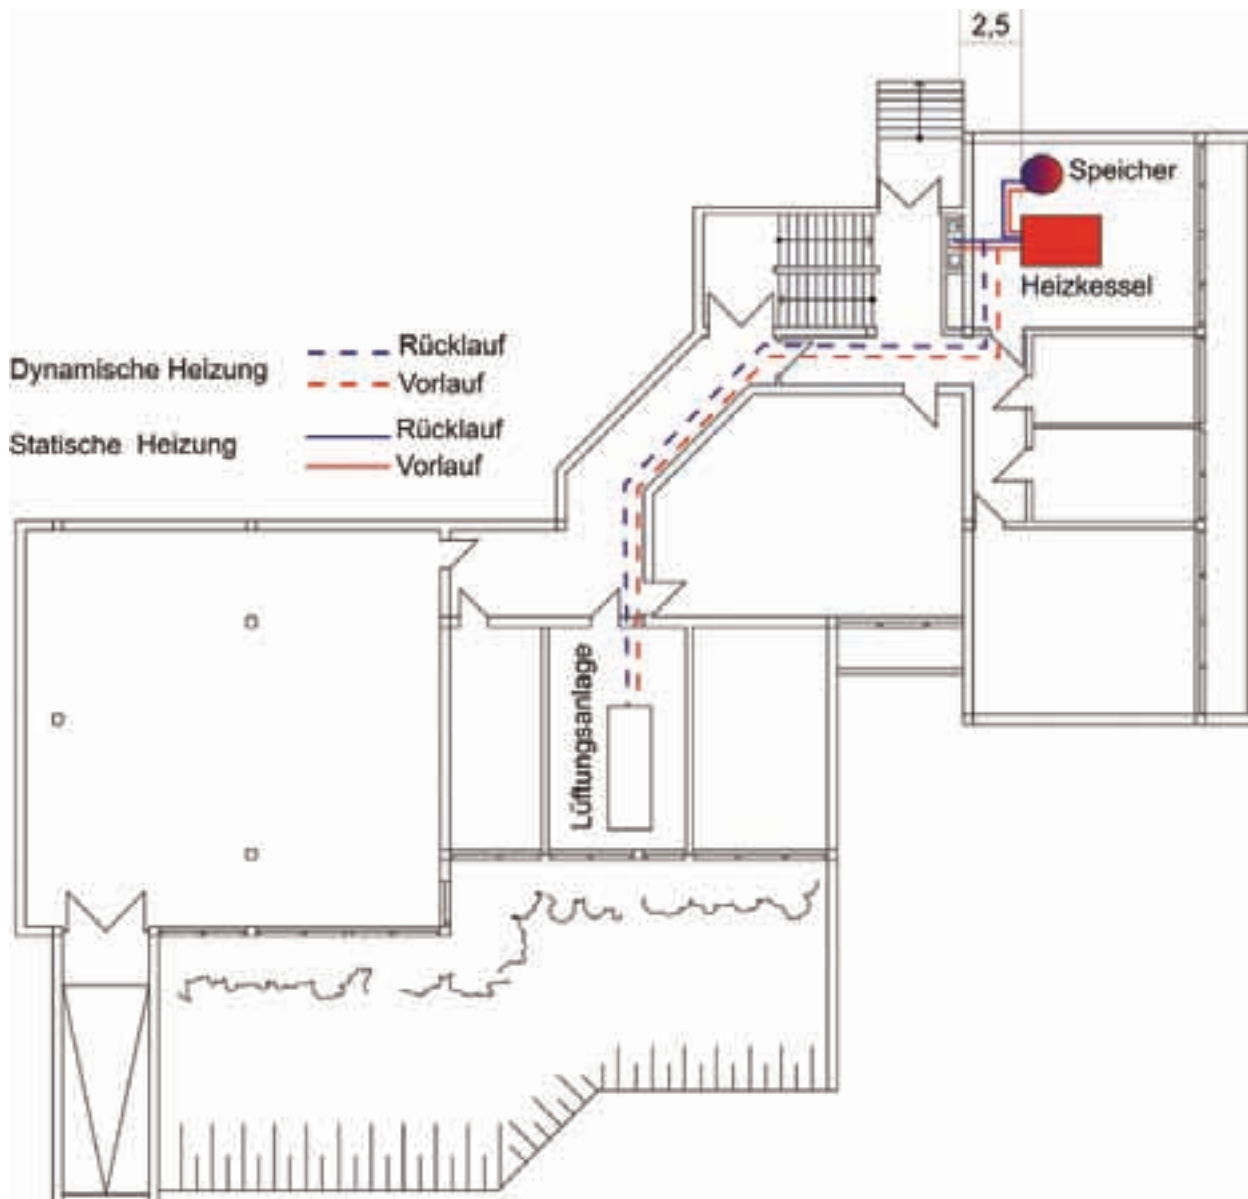 2,5
Speicher
Heizkessel
Dynamische Heizung
Rücklauf
Vorlauf
Statische Heizung
Rücklauf
Vorlauf
Lüftungsanlage